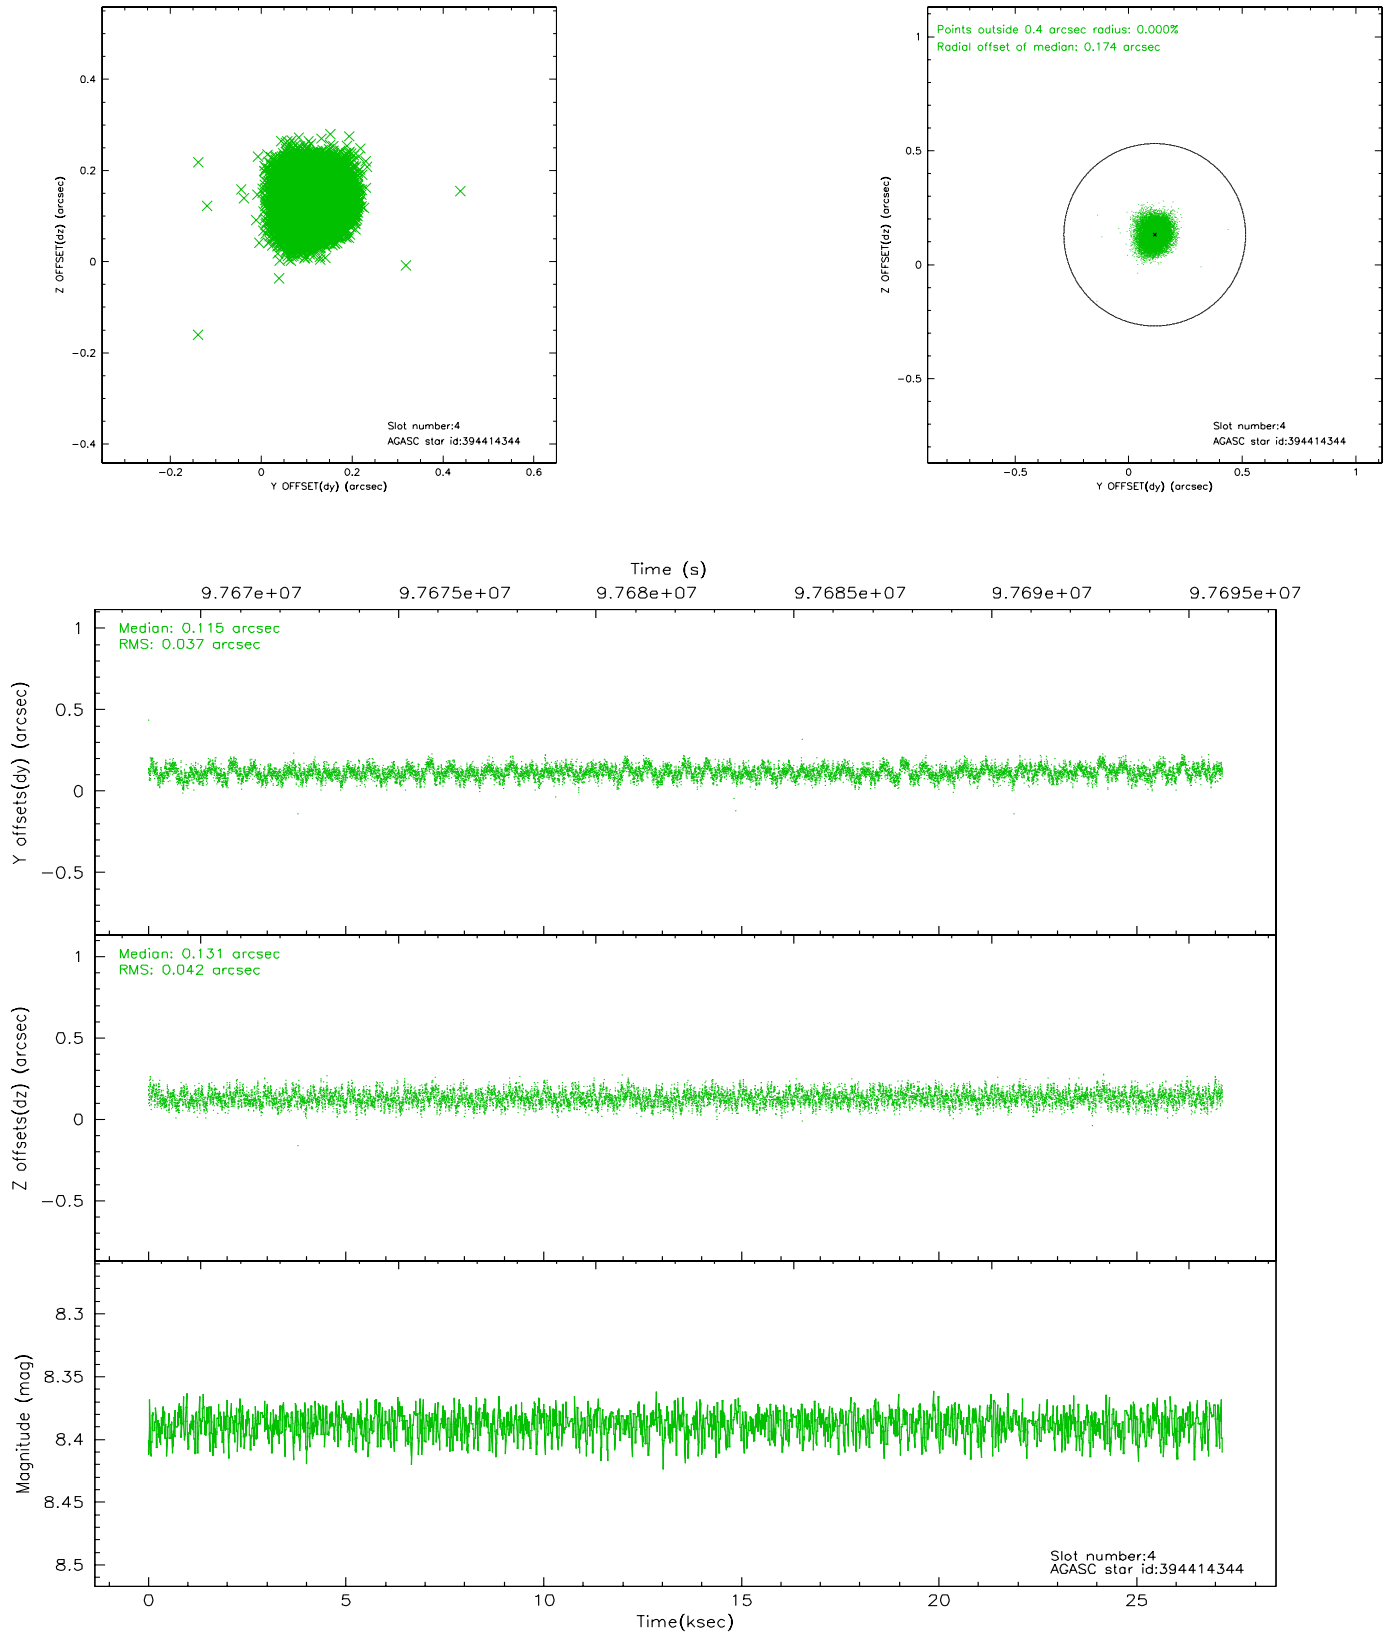 0.4
0.2
0
−0.2
−0.4
Z OFFSET(dz) (arcsec)
Slot number:4
AGASC star id:394414344
−0.2 0 0.2 0.4 0.6
Y OFFSET(dy) (arcsec)
Points outside 0.4 arcsec radius: 0.000%
Radial offset of median: 0.174 arcsec
1
0.5
0
−0.5
Z OFFSET(dz) (arcsec)
Slot number:4
AGASC star id:394414344
−0.5 0 0.5 1
Y OFFSET(dy) (arcsec)
Time (s)
9.767e+07 9.7675e+07 9.768e+07 9.7685e+07 9.769e+07 9.7695e+07
Median: 0.115 arcsec
RMS: 0.037 arcsec
1
0.5
0
−0.5
Y offsets(dy) (arcsec)
Median: 0.131 arcsec
RMS: 0.042 arcsec
1
0.5
0
−0.5
Z offsets(dz) (arcsec)
8.3
8.35
8.4
8.45
8.5
Magnitude (mag)
Slot number:4
AGASC star id:394414344
0 5 10 15 20 25
Time(ksec)